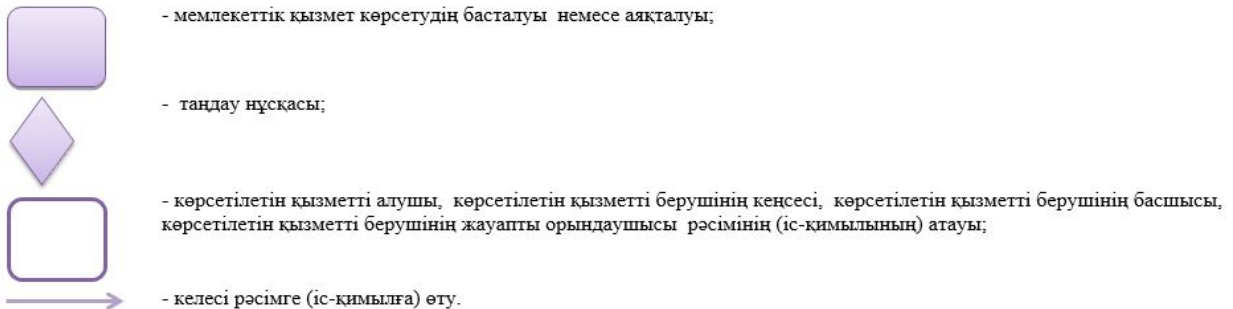 - мемлекеттік қызмет көрсетудің басталуы немесе аяқталуы;
- таңдау нұсқасы;
- көрсетілетін қызметті алушы, көрсетілетін қызметті берушінің кеңсесі, көрсетілетін қызметті берушінің басшысы,
көрсетілетін қызметті берушінің жауапты орындаушысы рәсімінің (іс-қимылының) атауы;
- келесі рәсімге (іс-қимылға) өту.